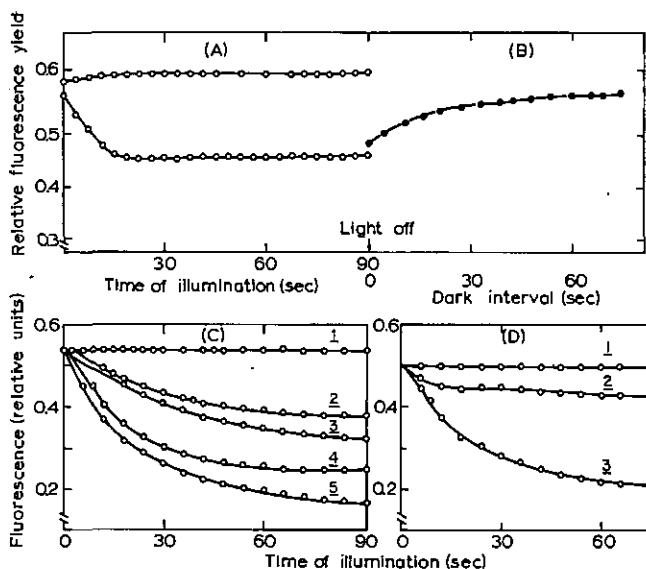 Relative fluorescence yield
(A)
(B)
0.6
0.5
0.4
0.3
Light off
0 30 60 90
0 30 60
Time of illumination (sec)
Dark interval (sec)
Fluorescence (relative units)
(C)
(D)
0.6
0.4
0.2
1
2
3
4
5
0.6
0.4
0.2
1
2
3
0 30 60 90
0 30 60 90
Time of illumination (sec)